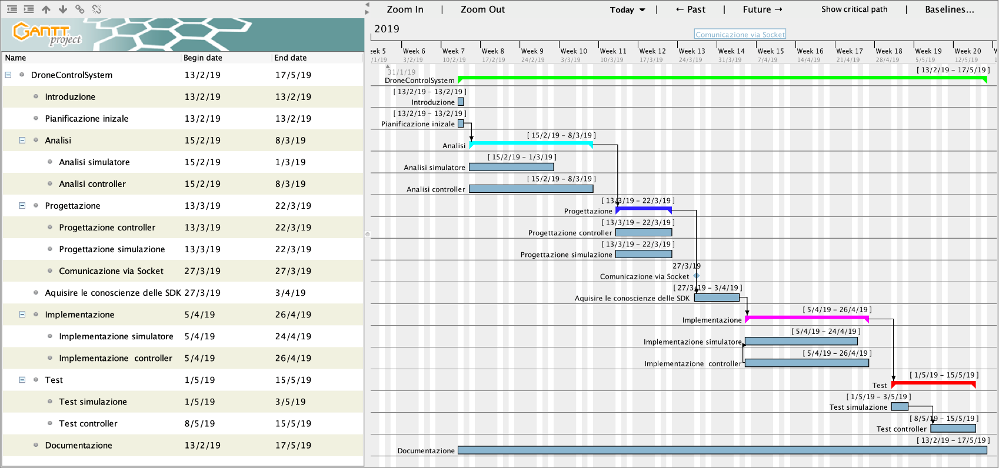 Zoom In | Zoom Out Today | ← Past | Future → Show critical path | Baselines...
GANTT
project
2019
Comunicazione via Socket
eek 5 Week 6 Week 7 Week 8 Week 9 Week 10 Week 11 Week 12 Week 13 Week 14 Week 15 Week 16 Week 17 Week 18 Week 19 Week 20 W
/1/19 3/2/19 10/2/19 17/2/19 24/2/19 3/3/19 10/3/19 17/3/19 24/3/19 31/3/19 7/4/19 14/4/19 21/4/19 28/4/19 5/5/19 12/5/19
Name Begin date End date
DroneControlSystem 13/2/19 17/5/19
Introduzione 13/2/19 13/2/19
Pianificazione inizale 13/2/19 13/2/19
Analisi 15/2/19 8/3/19
Analisi simulatore 15/2/19 1/3/19
Analisi controller 15/2/19 8/3/19
Progettazione 13/3/19 22/3/19
Progettazione controller 13/3/19 22/3/19
Progettazione simulazione 13/3/19 22/3/19
Comunicazione via Socket 27/3/19 27/3/19
Aquisire le conoscienze delle SDK 27/3/19 3/4/19
Implementazione 5/4/19 26/4/19
Implementazione simulatore 5/4/19 24/4/19
Implementazione  controller 5/4/19 26/4/19
Test 1/5/19 15/5/19
Test simulazione 1/5/19 3/5/19
Test controller 8/5/19 15/5/19
Documentazione 13/2/19 17/5/19
31/1/19
[ 13/2/19 - 17/5/19 ]
DroneControlSystem
[ 13/2/19 - 13/2/19 ]
Introduzione
[ 13/2/19 - 13/2/19 ]
Pianificazione inizale
[ 15/2/19 - 8/3/19 ]
Analisi
[ 15/2/19 - 1/3/19 ]
Analisi simulatore
[ 15/2/19 - 8/3/19 ]
Analisi controller
[ 13/3/19 - 22/3/19 ]
Progettazione
[ 13/3/19 - 22/3/19 ]
Progettazione controller
[ 13/3/19 - 22/3/19 ]
Progettazione simulazione
27/3/19
Comunicazione via Socket
[ 27/3/19 - 3/4/19 ]
Aquisire le conoscienze delle SDK
[ 5/4/19 - 26/4/19 ]
Implementazione
[ 5/4/19 - 24/4/19 ]
Implementazione simulatore
[ 5/4/19 - 26/4/19 ]
Implementazione  controller
[ 1/5/19 - 15/5/19 ]
Test
[ 1/5/19 - 3/5/19 ]
Test simulazione
[ 8/5/19 - 15/5/19 ]
Test controller
[ 13/2/19 - 17/5/19 ]
Documentazione